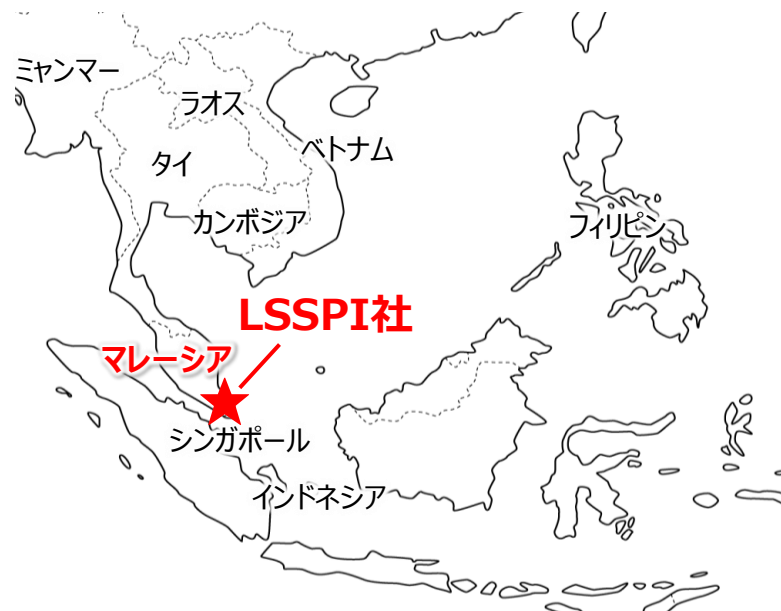 ミャンマー
ラオス
ベトナム
タイ
カンボジア
フィリピン
LSSPI社
マレーシア
シンガポール
インドネシア